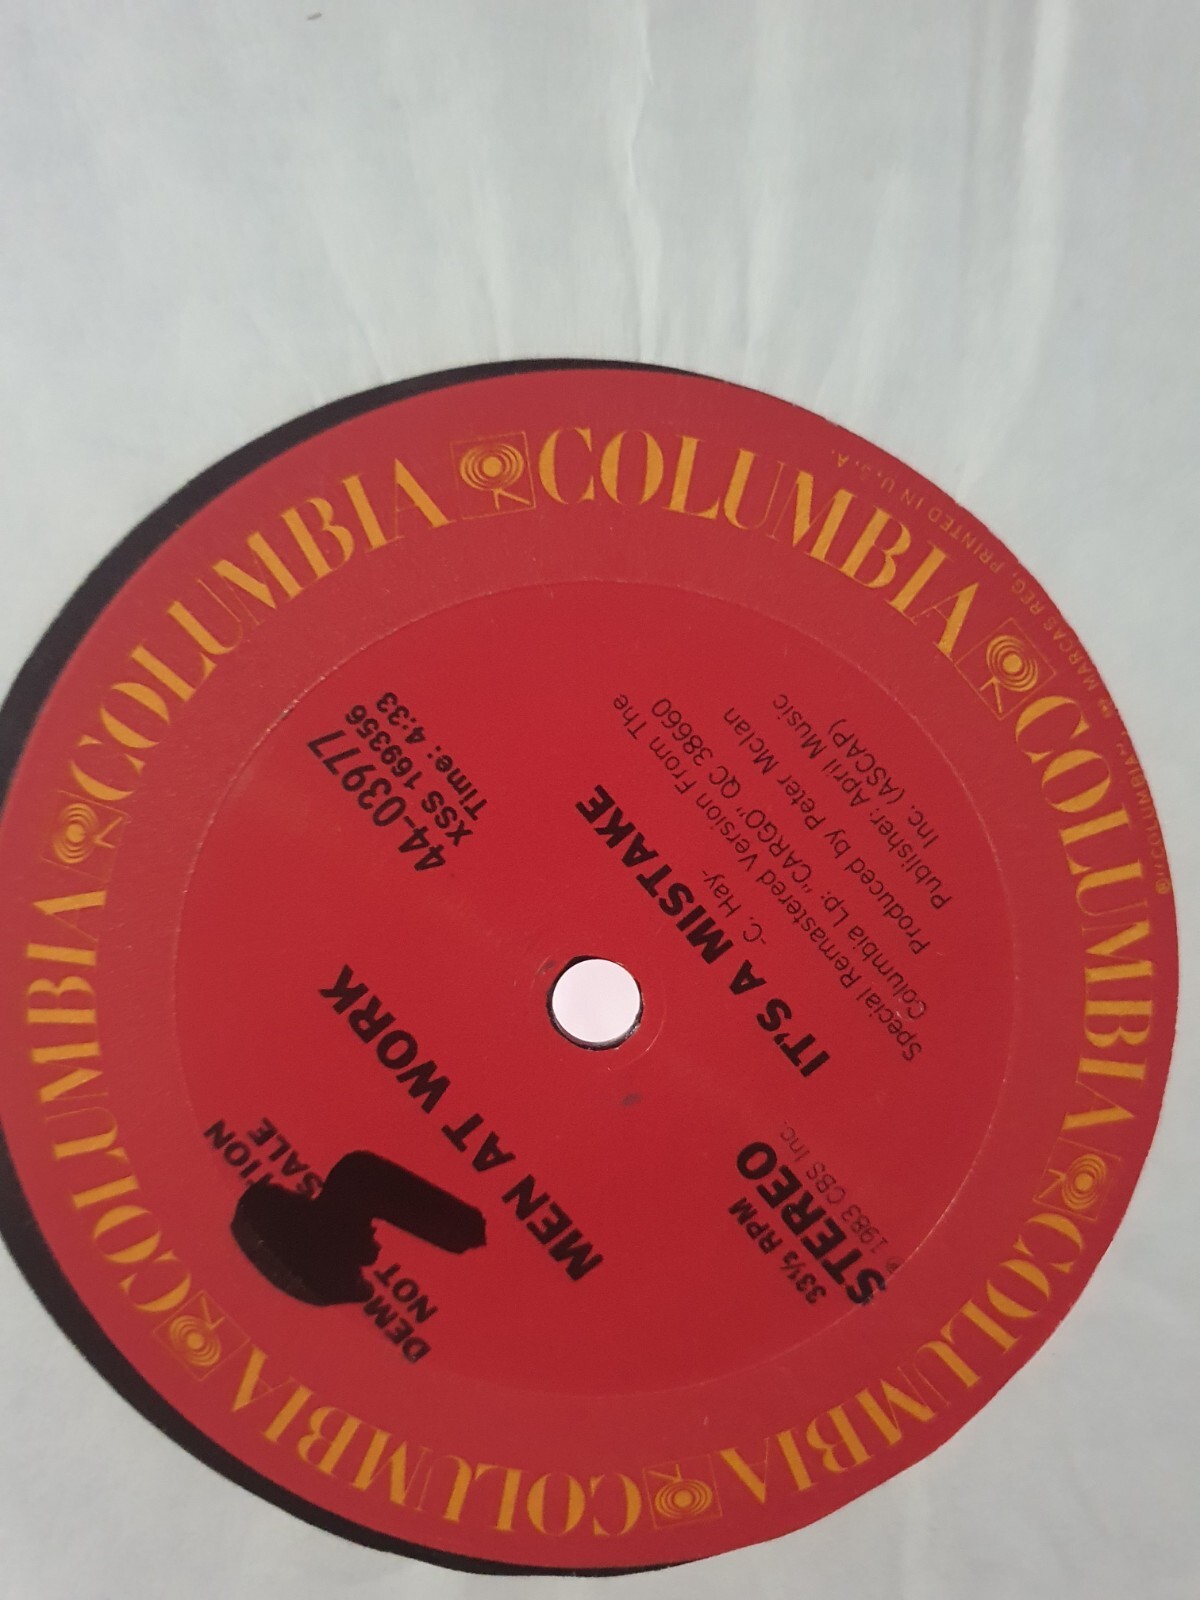 COLUMBIA COLUMBIA COLUMBIA COLUMBIA COLUMBIA COLUMBIA
MARCAS REG. PRINTED IN U.S.A.
NOT SALE
MEN AT WORK
44-03977
XSS 169356
Time: 4:33
33⅓ RPM
STEREO
℗ 1983 CBS Inc.
IT'S A MISTAKE
-C. Hay-
Special Remastered Version From The
Columbia Lp: "CARGO" QC 38660
Produced by Peter McIan
Publisher: April Music
Inc. (ASCAP)